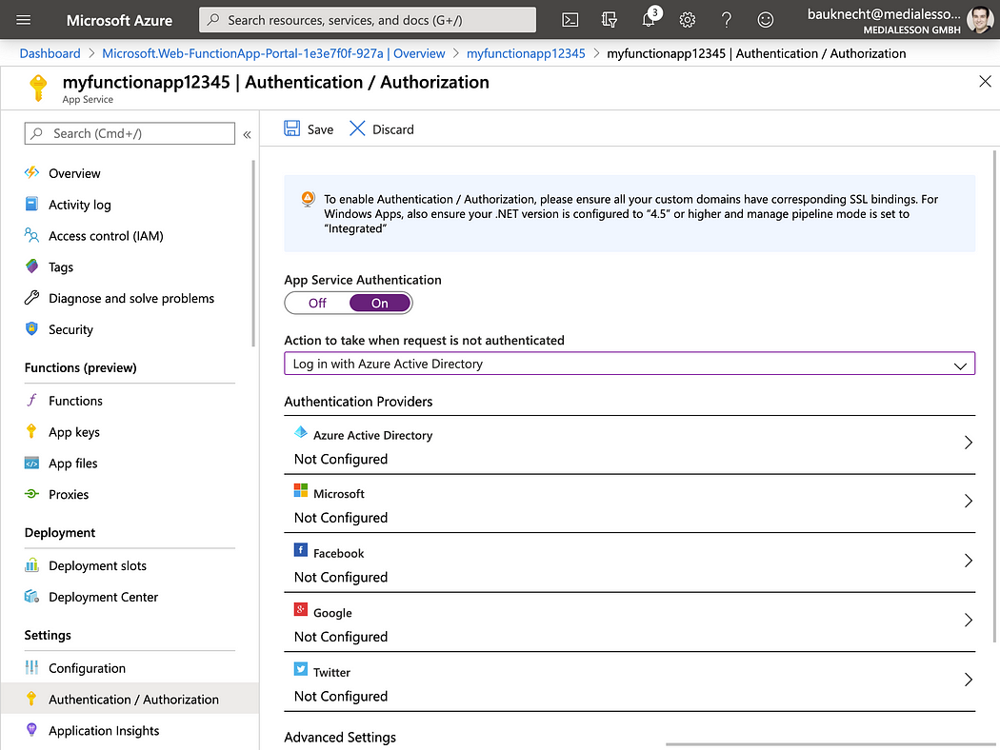 Microsoft Azure
Search resources, services, and docs (G+/)
3
bauknecht@medialesso...
MEDIALESSON GMBH
Dashboard > Microsoft.Web-FunctionApp-Portal-1e3e7f0f-927a | Overview > myfunctionapp12345 > myfunctionapp12345 | Authentication / Authorization
myfunctionapp12345 | Authentication / Authorization
App Service
Search (Cmd+/)
«
Overview
Activity log
Access control (IAM)
Tags
Diagnose and solve problems
Security
Functions (preview)
Functions
App keys
App files
Proxies
Deployment
Deployment slots
Deployment Center
Settings
Configuration
Authentication / Authorization
Application Insights
Save
Discard
To enable Authentication / Authorization, please ensure all your custom domains have corresponding SSL bindings. For
Windows Apps, also ensure your .NET version is configured to “4.5” or higher and manage pipeline mode is set to
“Integrated”
App Service Authentication
Off On
Action to take when request is not authenticated
Log in with Azure Active Directory
Authentication Providers
Azure Active Directory
Not Configured
Microsoft
Not Configured
Facebook
Not Configured
Google
Not Configured
Twitter
Not Configured
Advanced Settings